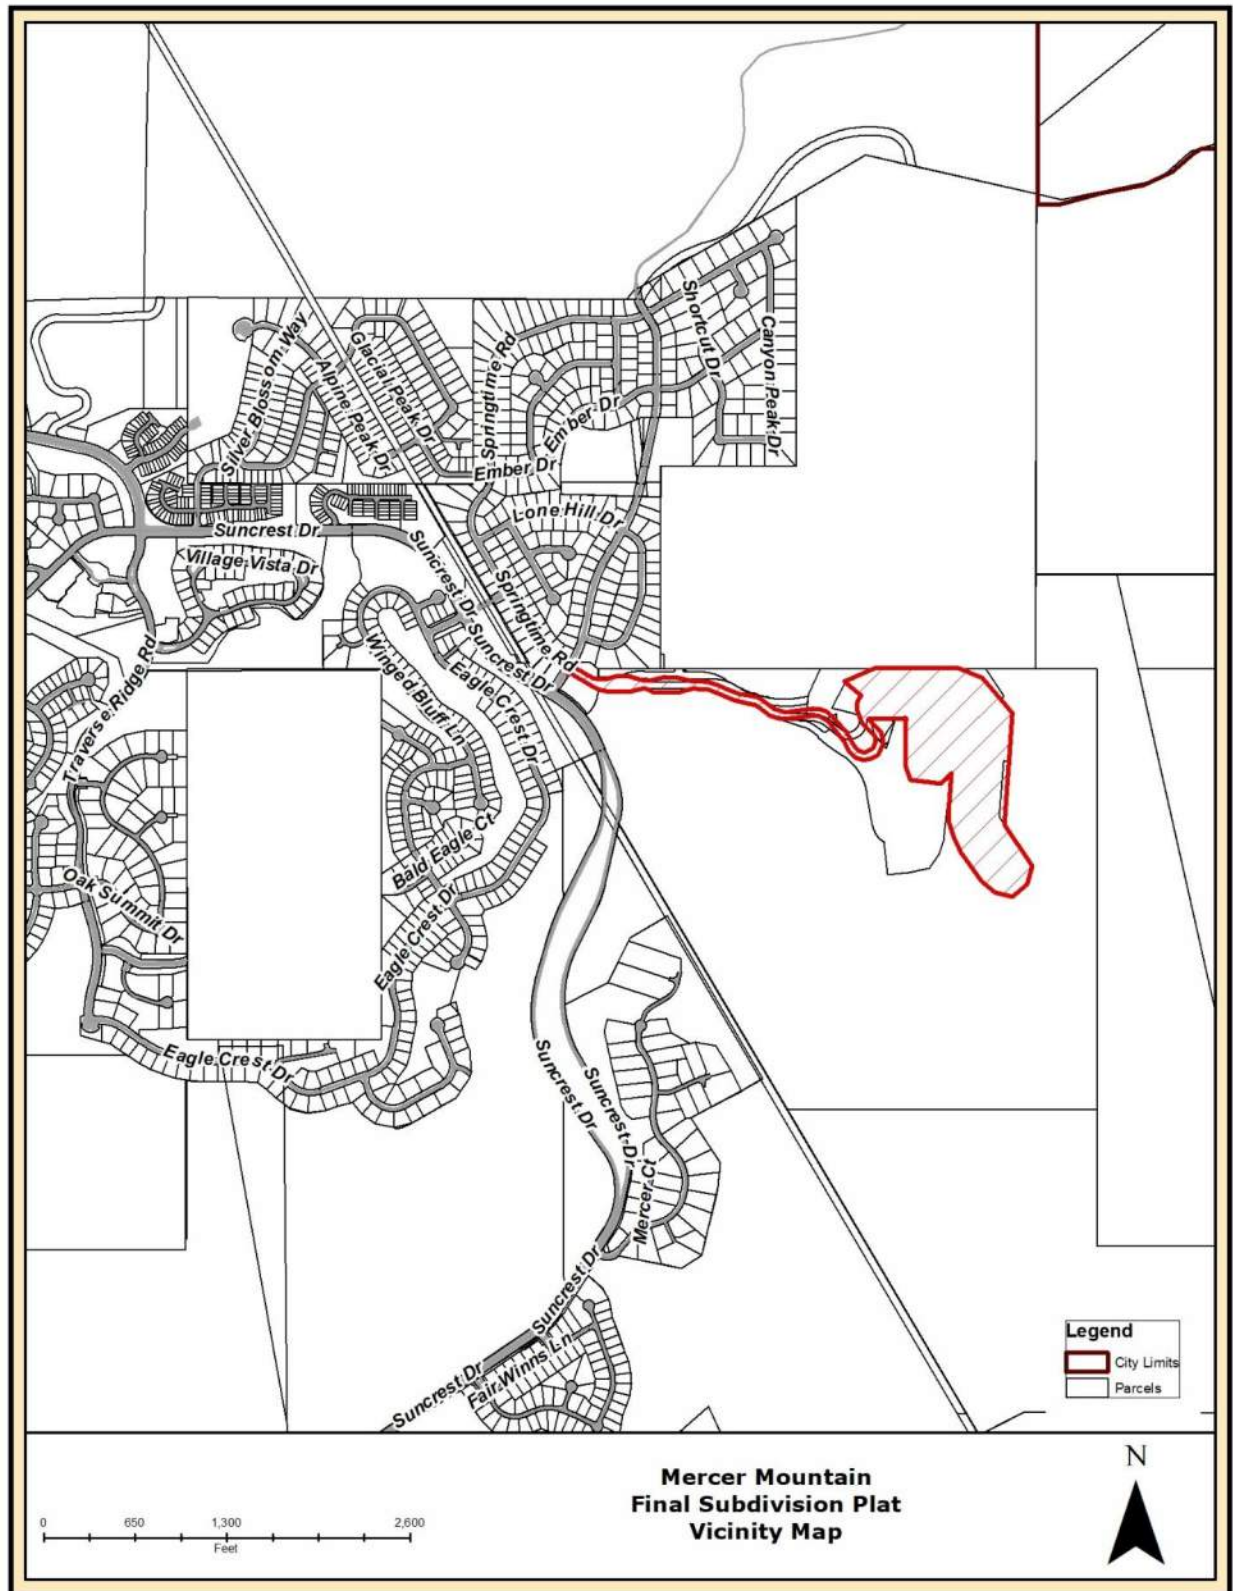 Shortcut Dr
Canyon Peak Dr
Springtime Rd
Silver Blossom Way
Glacial Peak Dr
Alpine Peak Dr
Ember Dr
Ember Dr
Lone Hill Dr
Suncrest Dr
Suncrest Dr
Village Vista Dr
Springtime Rd
Suncrest Dr
Winged Bluff Ln
Eagle Crest Dr
Traverse Ridge Rd
Bald Eagle Ct
Oak Summit Dr
Eagle Crest Dr
Eagle Crest Dr
Suncrest Dr
Suncrest Dr
Mercer Ct
Suncrest Dr
Fair Winns Ln
Suncrest Dr
Legend
City Limits
Parcels
Mercer Mountain
Final Subdivision Plat
Vicinity Map
N
0 650 1,300 2,600
Feet